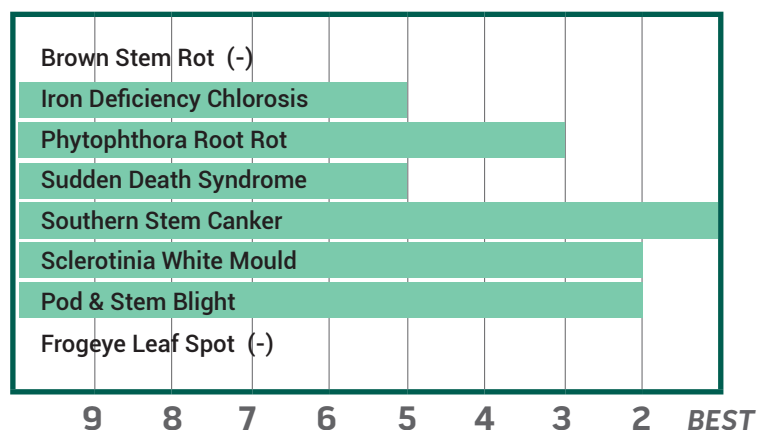 Brown Stem Rot (-)
Iron Deficiency Chlorosis
Phytophthora Root Rot
Sudden Death Syndrome
Southern Stem Canker
Sclerotinia White Mould
Pod & Stem Blight
Frogeye Leaf Spot (-)
9 8 7 6 5 4 3 2 BEST